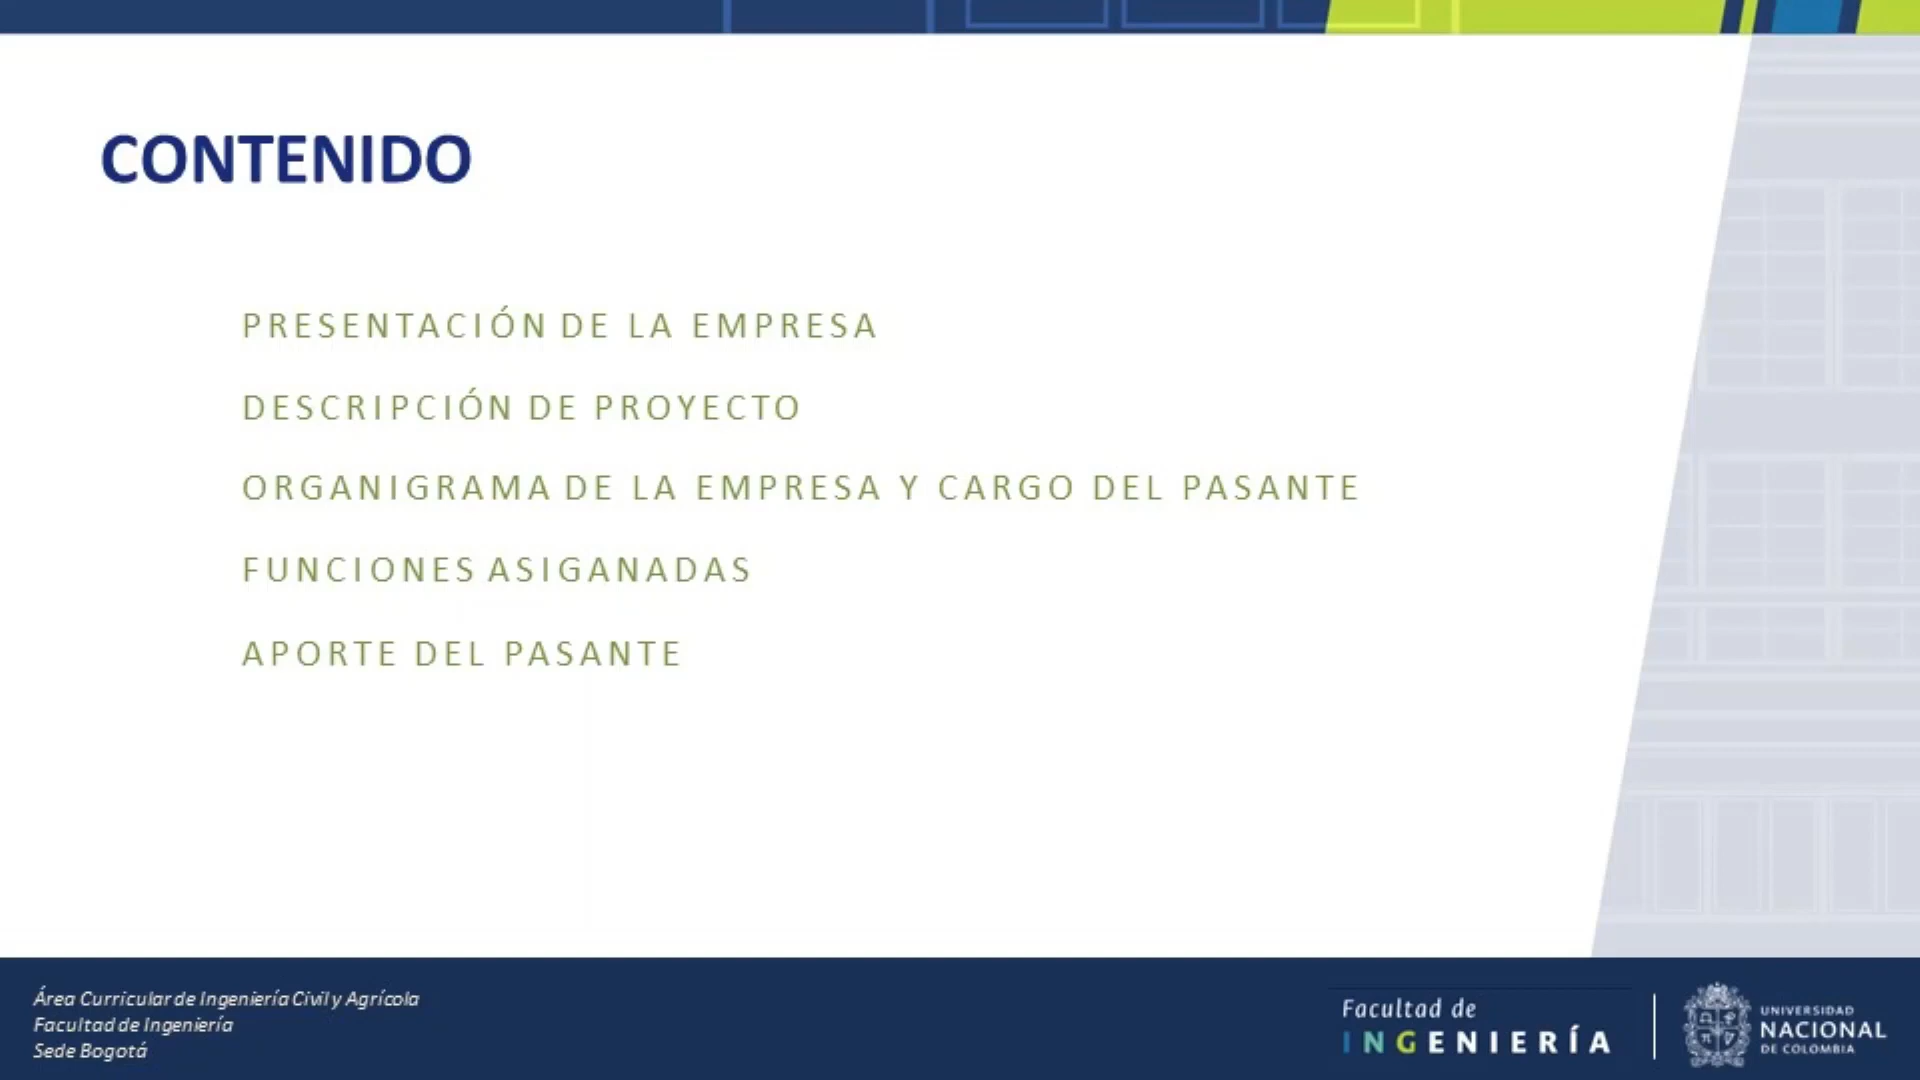 CONTENIDO
PRESENTACIÓN DE LA EMPRESA
DESCRIPCIÓN DE PROYECTO
ORGANIGRAMA DE LA EMPRESA Y CARGO DEL PASANTE
FUNCIONES ASIGANADAS
APORTE DEL PASANTE
Área Curricular de Ingeniería Civil y Agrícola
Facultad de Ingeniería
Sede Bogotá
Facultad de
INGENIERÍA
UNIVERSIDAD
NACIONAL
DE COLOMBIA